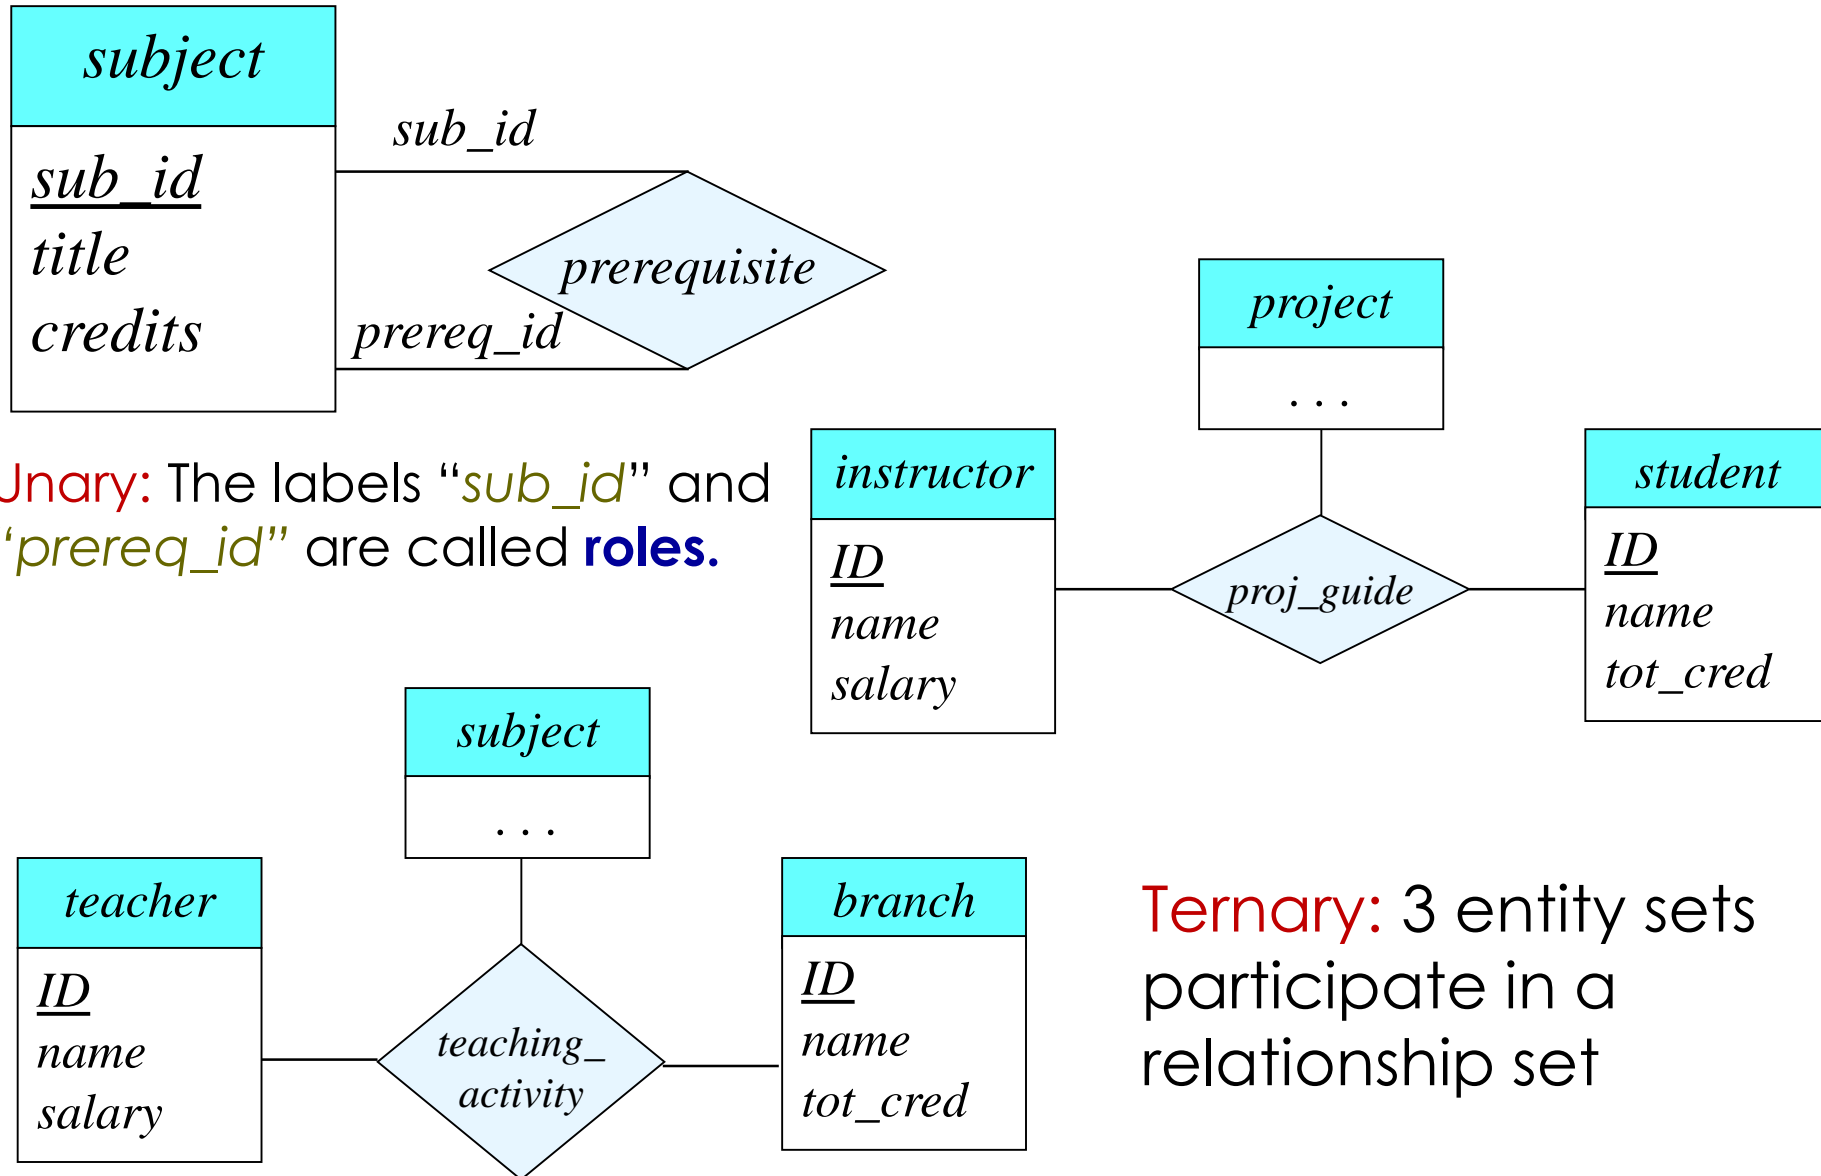 subject
sub_id
title
credits
sub_id
prerequisite
prereq_id
Unary: The labels “sub_id” and
“prereq_id” are called roles.
project
. . .
instructor
ID
name
salary
proj_guide
student
ID
name
tot_cred
subject
. . .
teacher
ID
name
salary
teaching_
activity
branch
ID
name
tot_cred
Ternary: 3 entity sets
participate in a
relationship set